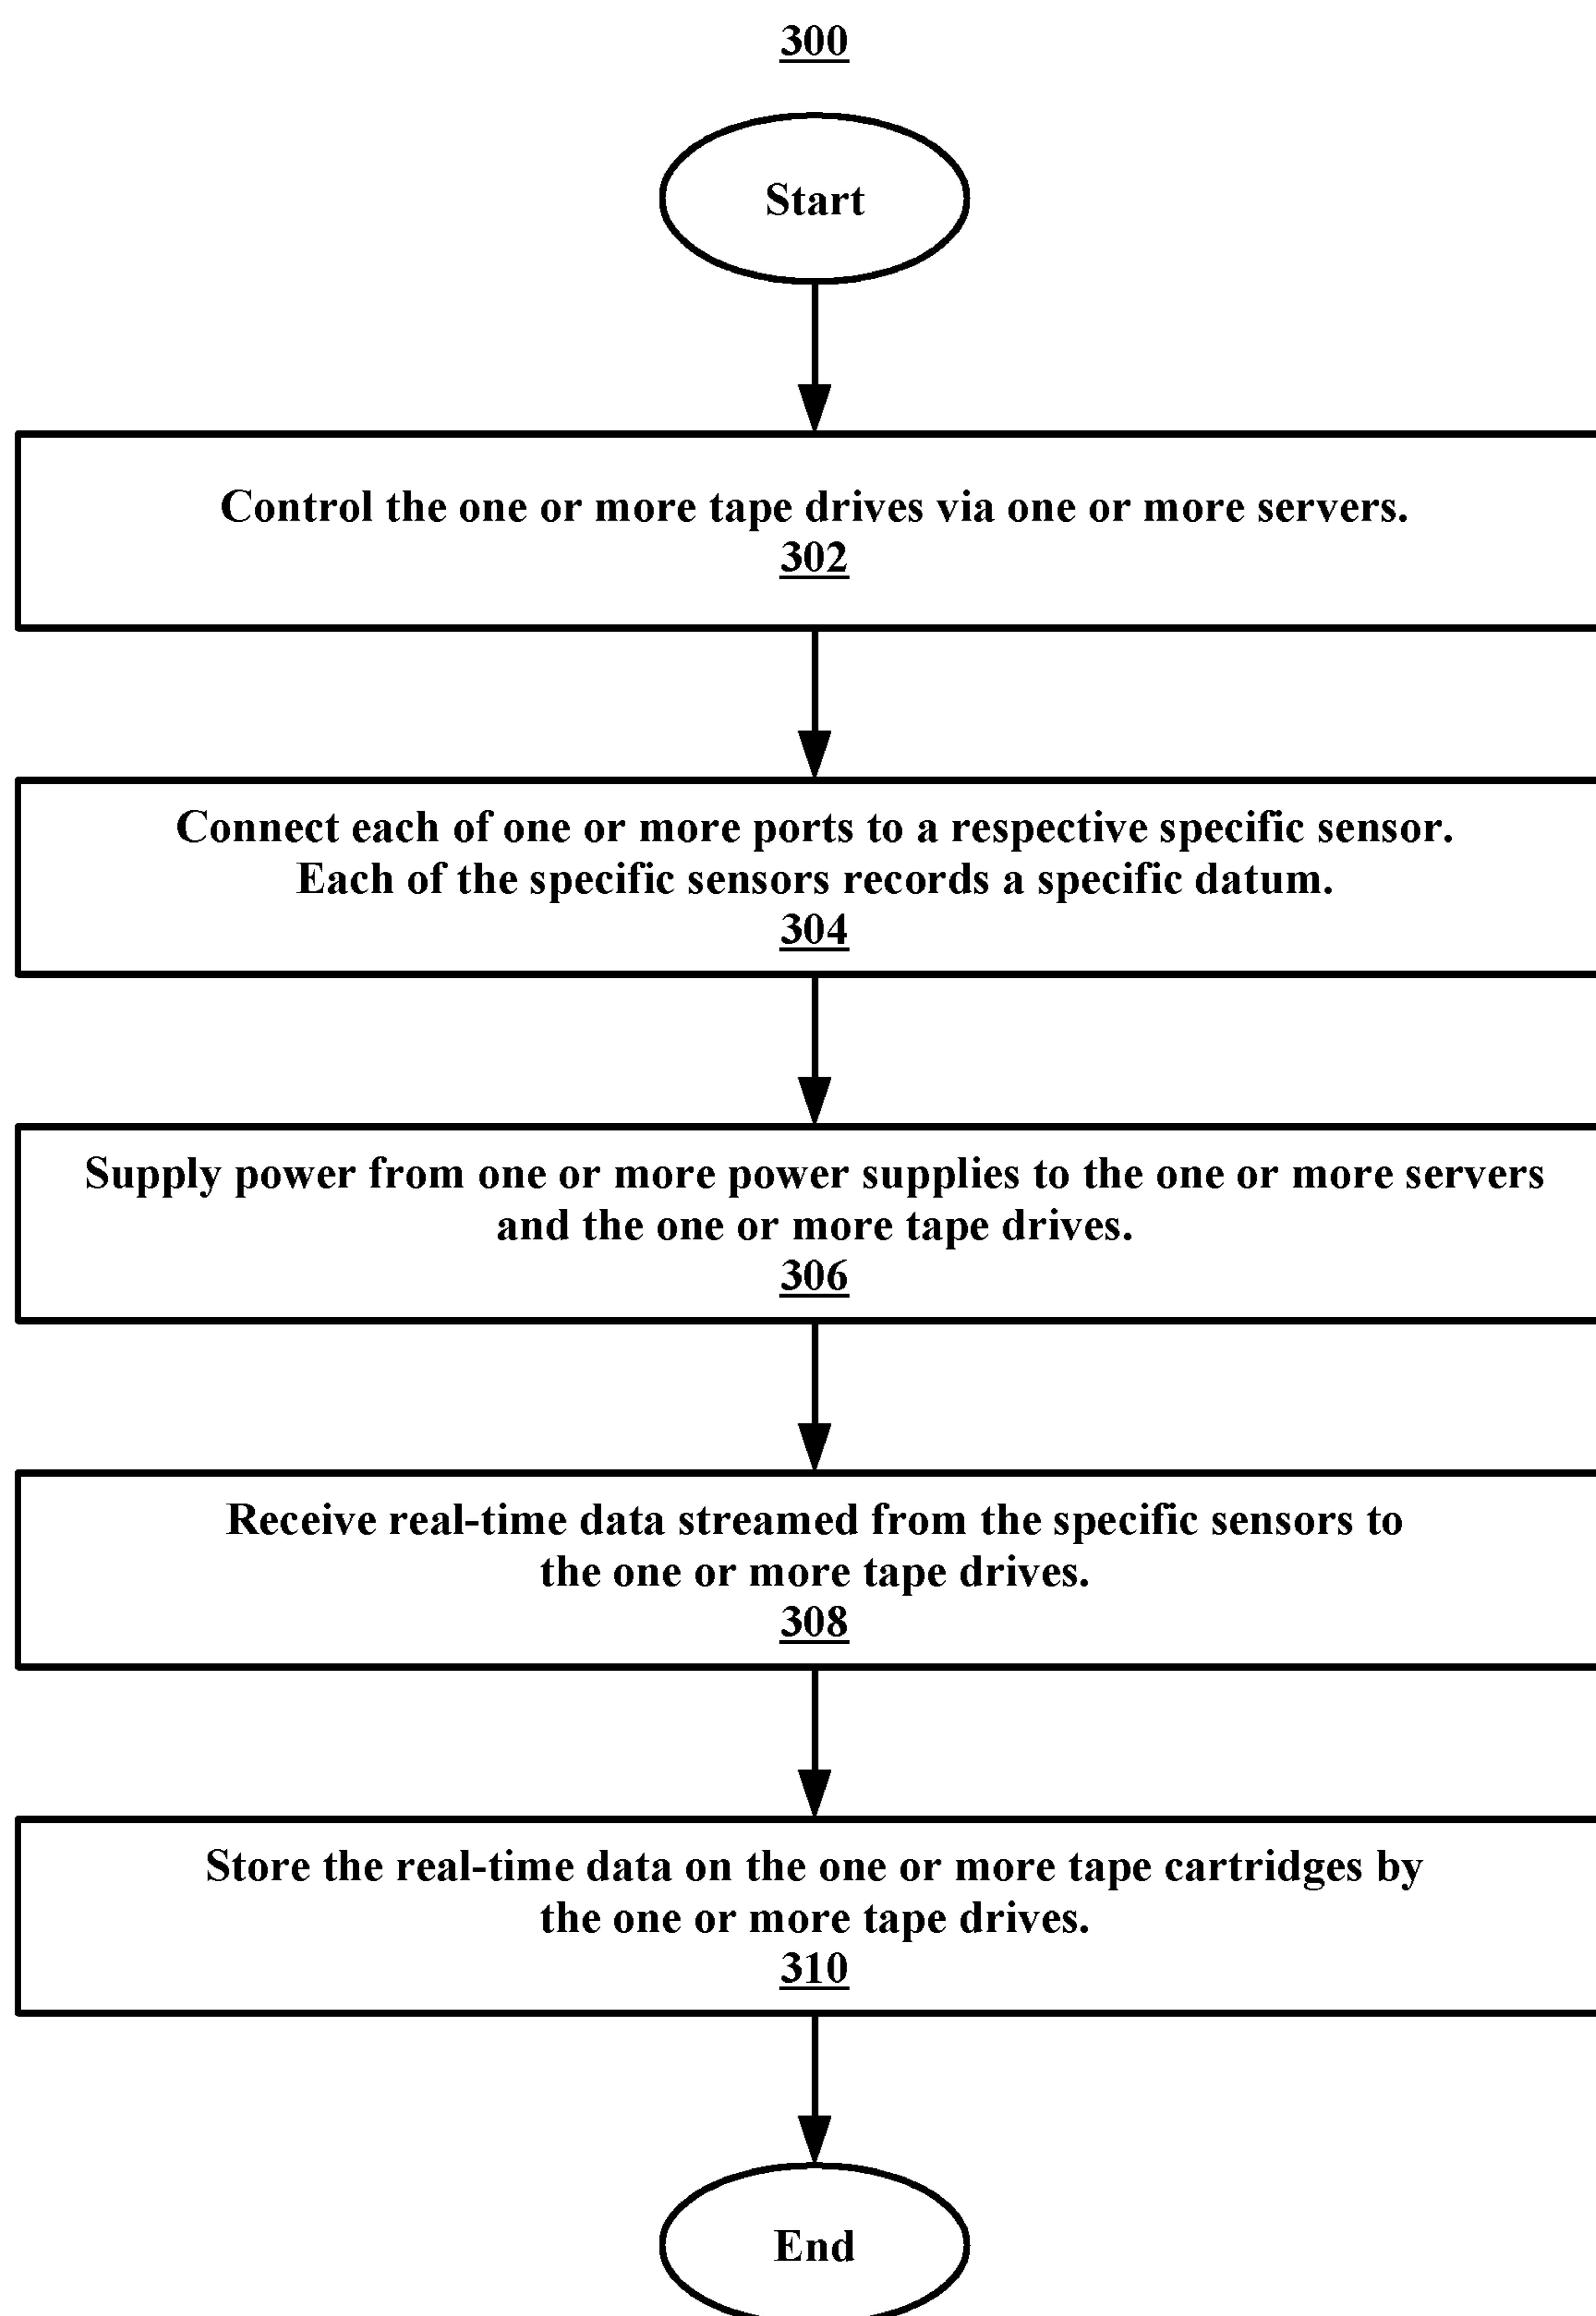 300
Start
Control the one or more tape drives via one or more servers.
302
Connect each of one or more ports to a respective specific sensor.
Each of the specific sensors records a specific datum.
304
Supply power from one or more power supplies to the one or more servers
and the one or more tape drives.
306
Receive real-time data streamed from the specific sensors to
the one or more tape drives.
308
Store the real-time data on the one or more tape cartridges by
the one or more tape drives.
310
End